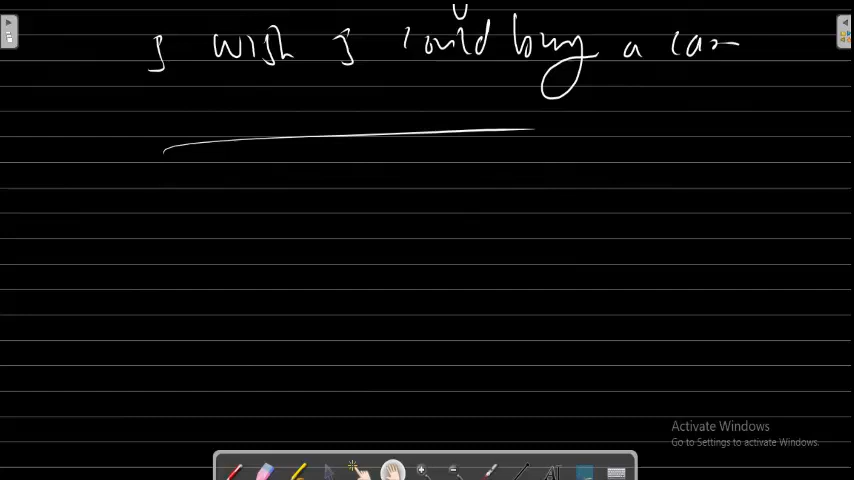 I wish I could buy a car
Activate Windows
Go to Settings to activate Windows.